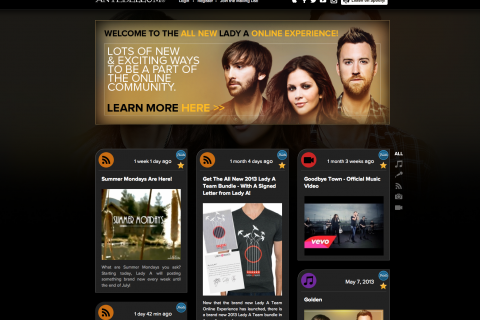 Login / Register / Join the Mailing List
WELCOME TO THE ALL NEW LADY A ONLINE EXPERIENCE!
LOTS OF NEW
& EXCITING WAYS
TO BE A PART OF
THE ONLINE
COMMUNITY.
LEARN MORE HERE >>
1 week 1 day ago
Summer Mondays Are Here!
SUMMER MONDAYS
What are Summer Mondays you ask?
Starting today, Lady A will be posting
something brand new every week until
the end of July!
1 day 42 min ago
1 month 4 days ago
Get The All New 2013 Lady A
Team Bundle - With A Signed
Letter from Lady A!
Now that the brand new Lady A Team
Online Experience has launched, there is
a brand new 2013 Lady A Team bundle in
1 month 3 weeks ago
Goodbye Town - Official Music
Video
vevo
May 7, 2013
Golden
ALL